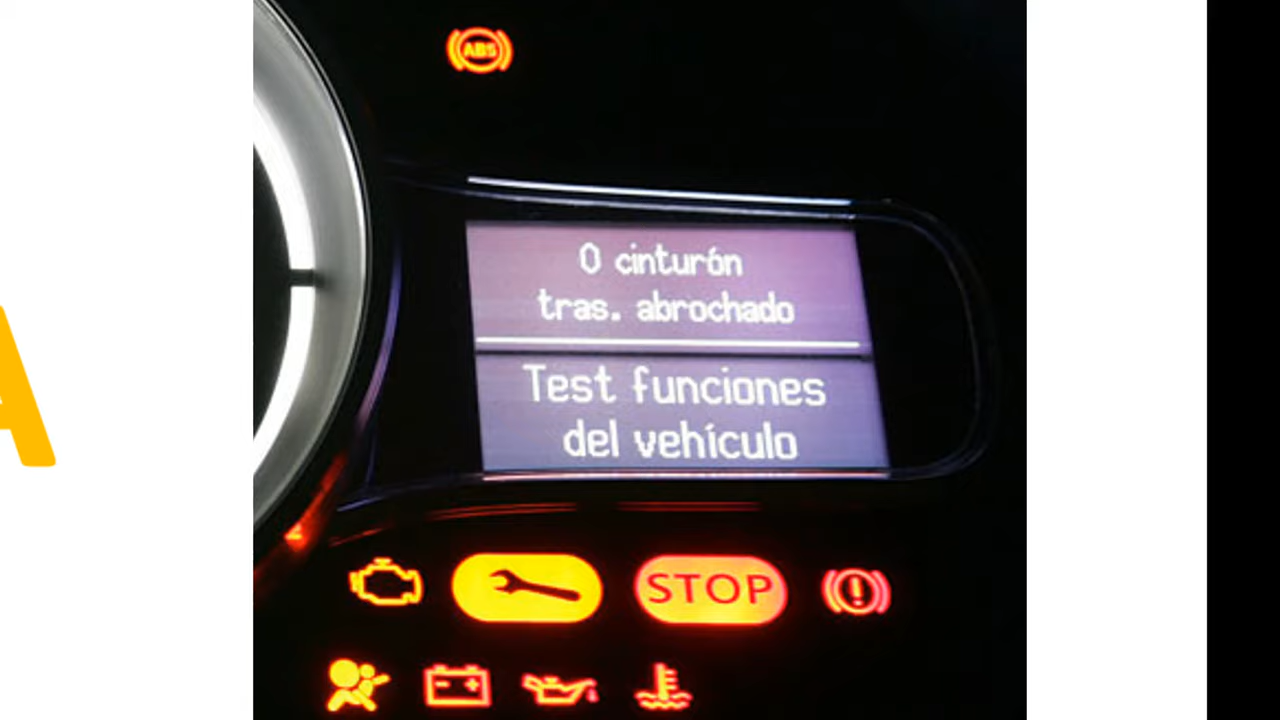 ABS
0 cinturón
tras. abrochado
Test funciones
del vehículo
STOP
A